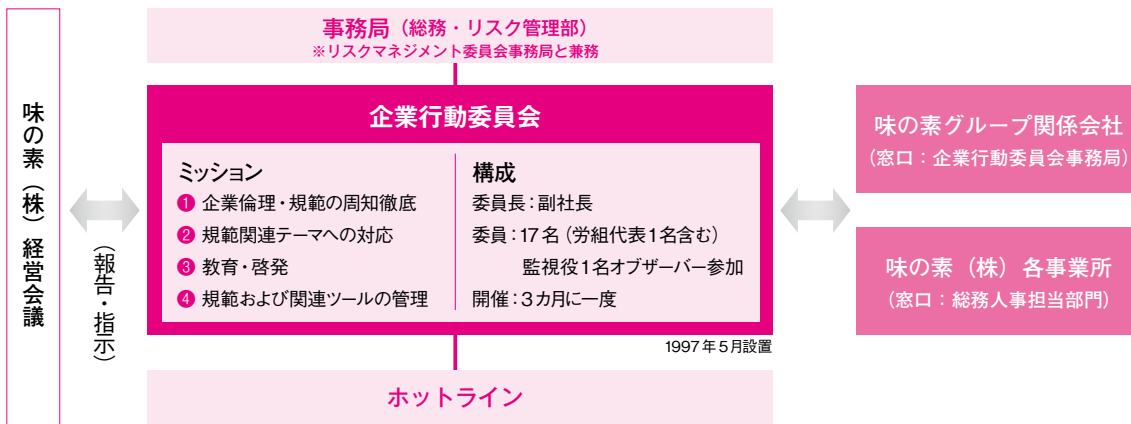 事務局（総務・リスク管理部）
※リスクマネジメント委員会事務局と兼務
味の素（株）経営会議
（報告・指示）
企業行動委員会
ミッション
❶ 企業倫理・規範の周知徹底
❷ 規範関連テーマへの対応
❸ 教育・啓発
❹ 規範および関連ツールの管理
構成
委員長：副社長
委員：17名（労組代表1名含む）
監視役1名オブザーバー参加
開催：3カ月に一度
1997年5月設置
ホットライン
味の素グループ関係会社
（窓口：企業行動委員会事務局）
味の素（株）各事業所
（窓口：総務人事担当部門）